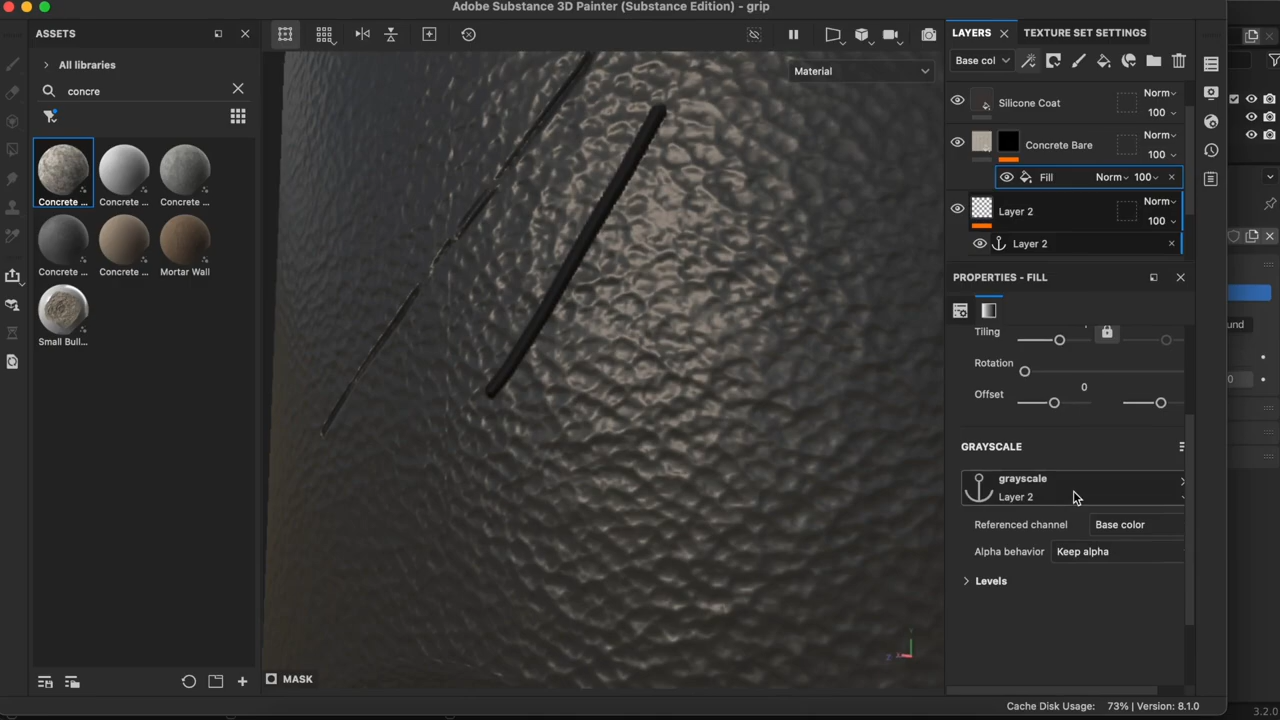 Adobe Substance 3D Painter (Substance Edition) - grip
ASSETS
All libraries
concre
Concrete ...
Concrete ...
Concrete ...
Concrete ...
Concrete ...
Mortar Wall
Small Bull...
Material
MASK
LAYERS
TEXTURE SET SETTINGS
Base col
Silicone Coat
Norm
100
Concrete Bare
Norm
100
Fill
Norm
100
Layer 2
Norm
100
Layer 2
PROPERTIES - FILL
Tiling
Rotation
0
Offset
GRAYSCALE
grayscale
Layer 2
Referenced channel
Base color
Alpha behavior
Keep alpha
Levels
Cache Disk Usage: 73% | Version: 8.1.0
und
0
3.2.0